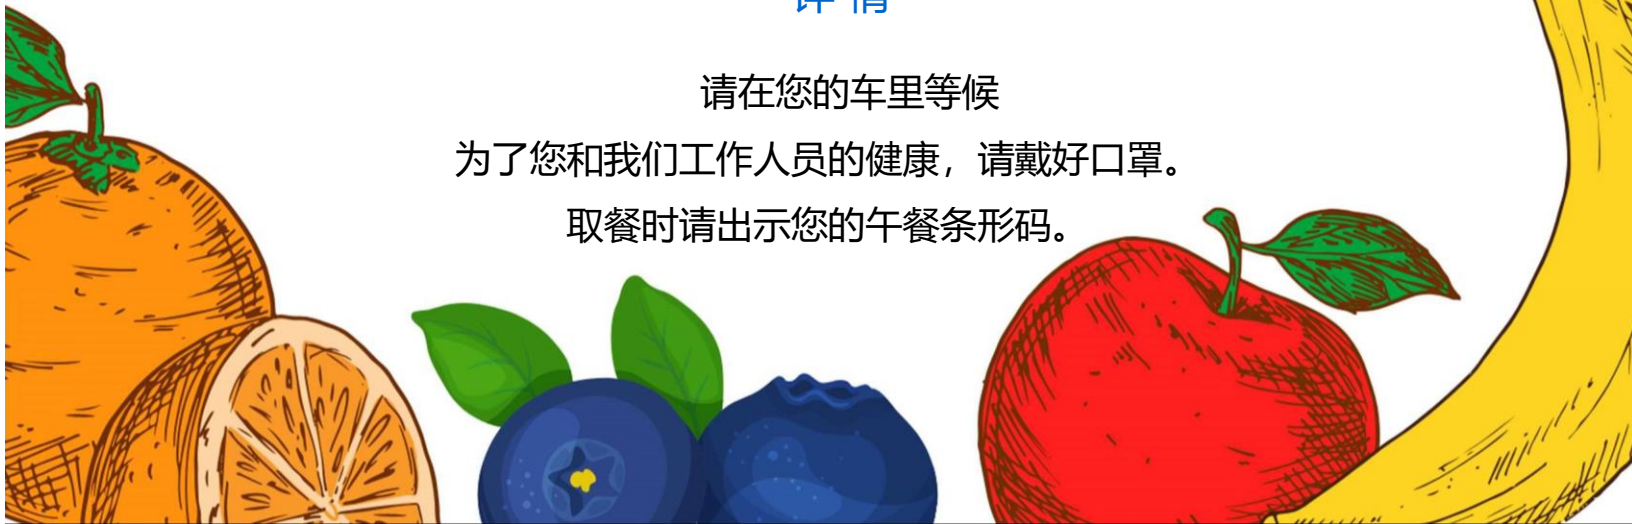 详 情
请在您的车里等候
为了您和我们工作人员的健康，请戴好口罩。
取餐时请出示您的午餐条形码。